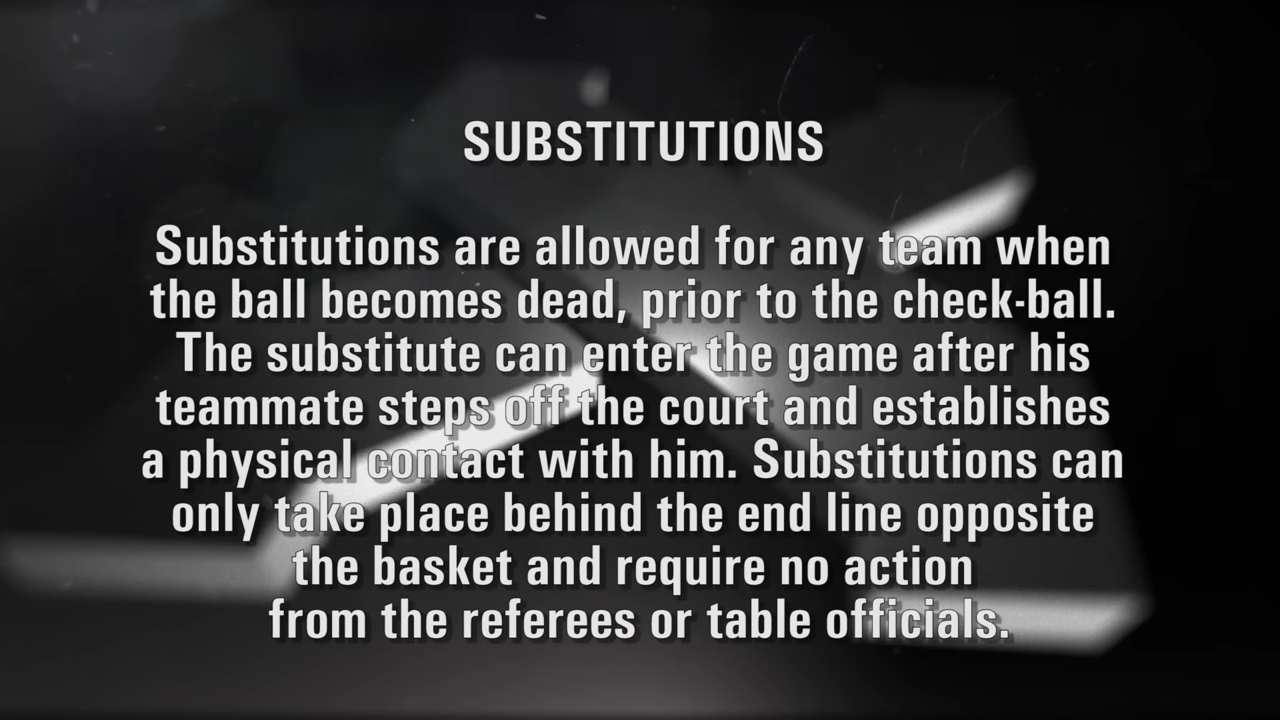 SUBSTITUTIONS
Substitutions are allowed for any team when
the ball becomes dead, prior to the check-ball.
The substitute can enter the game after his
teammate steps off the court and establishes
a physical contact with him. Substitutions can
only take place behind the end line opposite
the basket and require no action
from the referees or table officials.